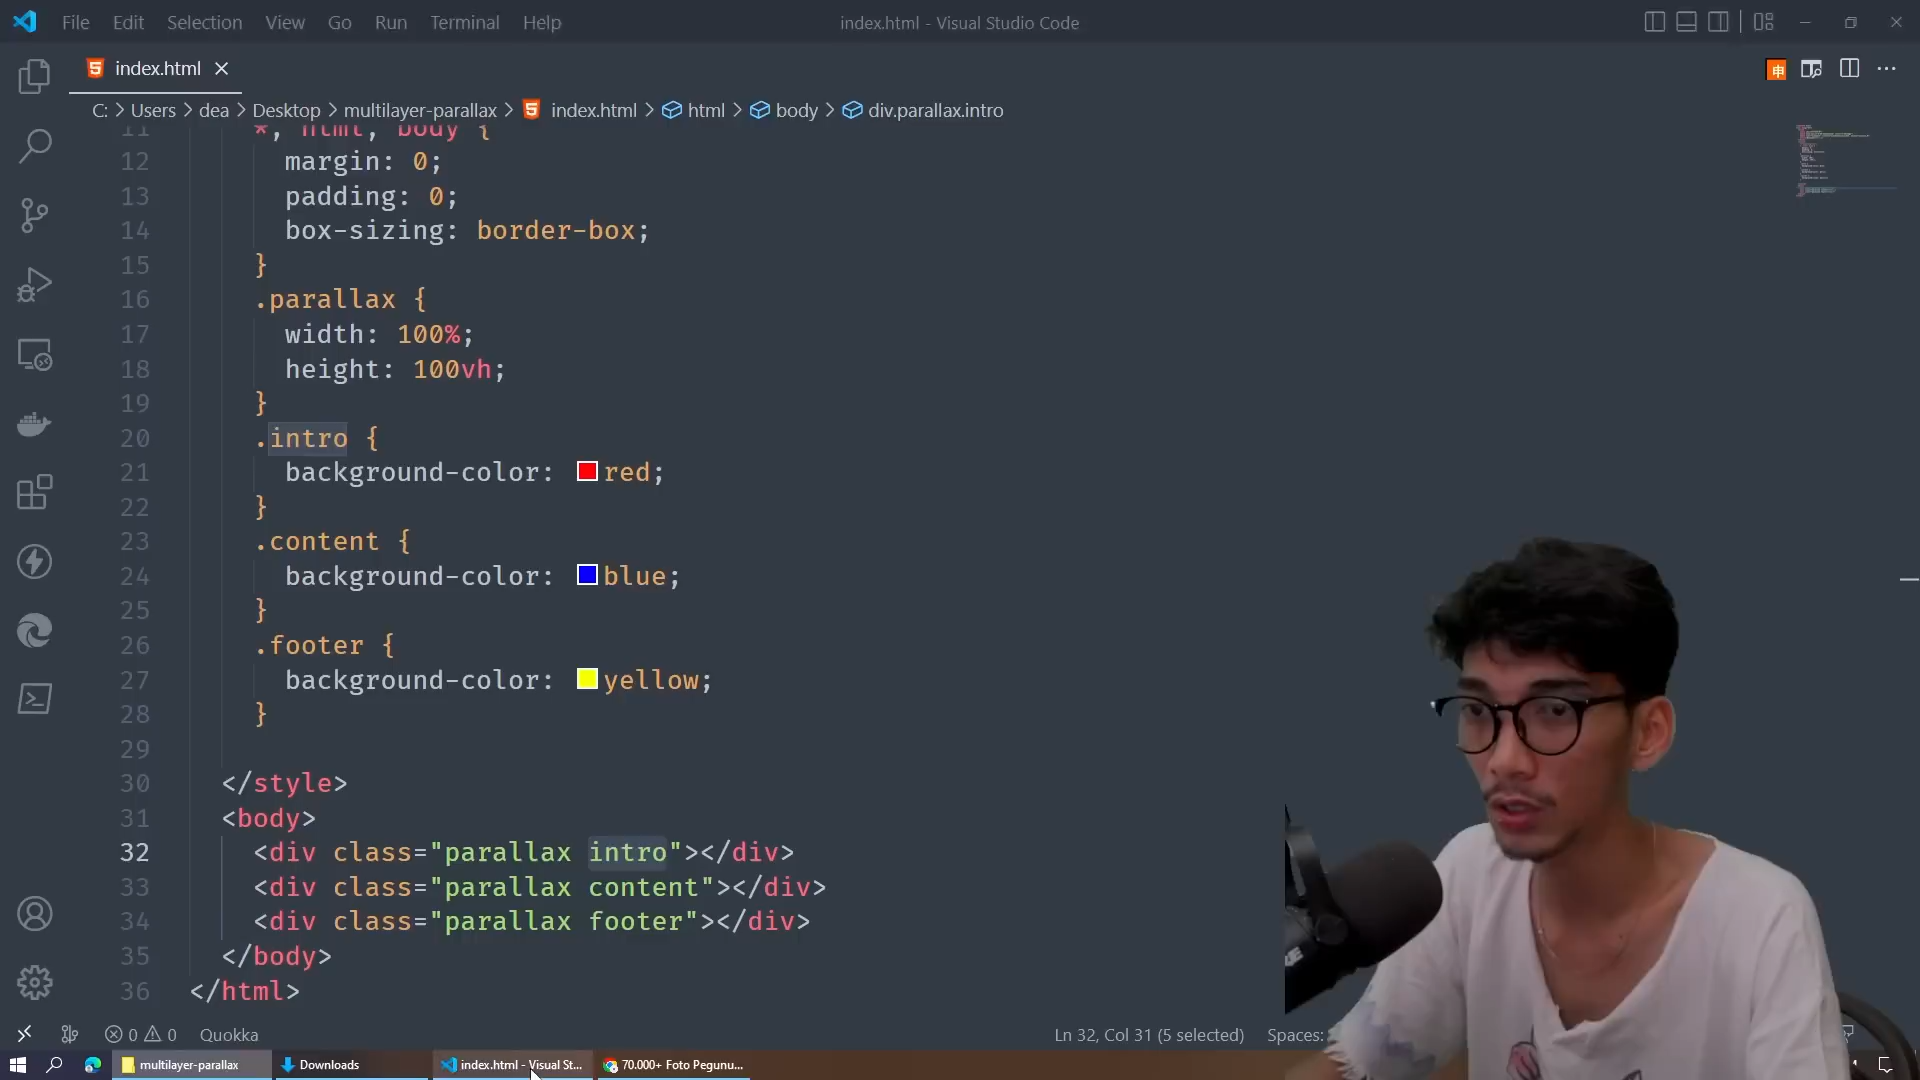 File Edit Selection View Go Run Terminal Help
index.html - Visual Studio Code
index.html
C: > Users > dea > Desktop > multilayer-parallax > index.html > html > body > div.parallax.intro
11 *, html, body {
12 margin: 0;
13 padding: 0;
14 box-sizing: border-box;
15 }
16 .parallax {
17 width: 100%;
18 height: 100vh;
19 }
20 .intro {
21 background-color: red;
22 }
23 .content {
24 background-color: blue;
25 }
26 .footer {
27 background-color: yellow;
28 }
29
30 </style>
31 <body>
32 <div class="parallax intro"></div>
33 <div class="parallax content"></div>
34 <div class="parallax footer"></div>
35 </body>
36 </html>
0 0 Quokka
Ln 32, Col 31 (5 selected) Spaces:
multilayer-parallax
Downloads
index.html - Visual St...
70.000+ Foto Pegunu...